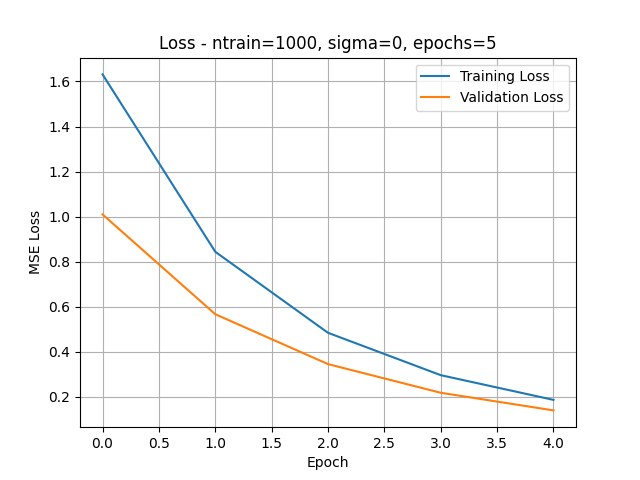 Loss - ntrain=1000, sigma=0, epochs=5
Training Loss
Validation Loss
MSE Loss
1.6
1.4
1.2
1.0
0.8
0.6
0.4
0.2
0.0 0.5 1.0 1.5 2.0 2.5 3.0 3.5 4.0
Epoch